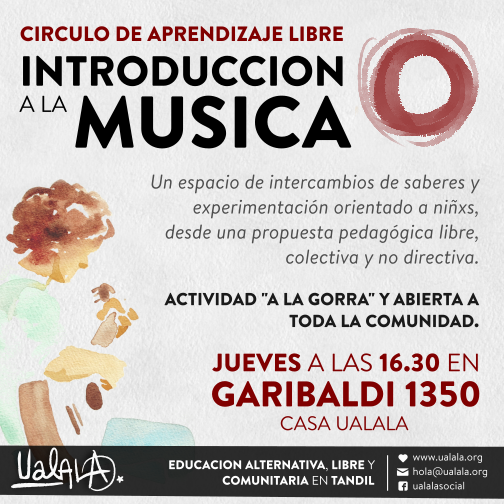 CIRCULO DE APRENDIZAJE LIBRE
INTRODUCCION
A LA MUSICA
Un espacio de intercambios de saberes y
experimentación orientado a niñxs,
desde una propuesta pedagógica libre,
colectiva y no directiva.
ACTIVIDAD "A LA GORRA" Y ABIERTA A
TODA LA COMUNIDAD.
JUEVES A LAS 16.30 EN
GARIBALDI 1350
CASA UALALA
UALALA
EDUCACION ALTERNATIVA, LIBRE Y
COMUNITARIA EN TANDIL
www.ualala.org
hola@ualala.org
ualalasocial